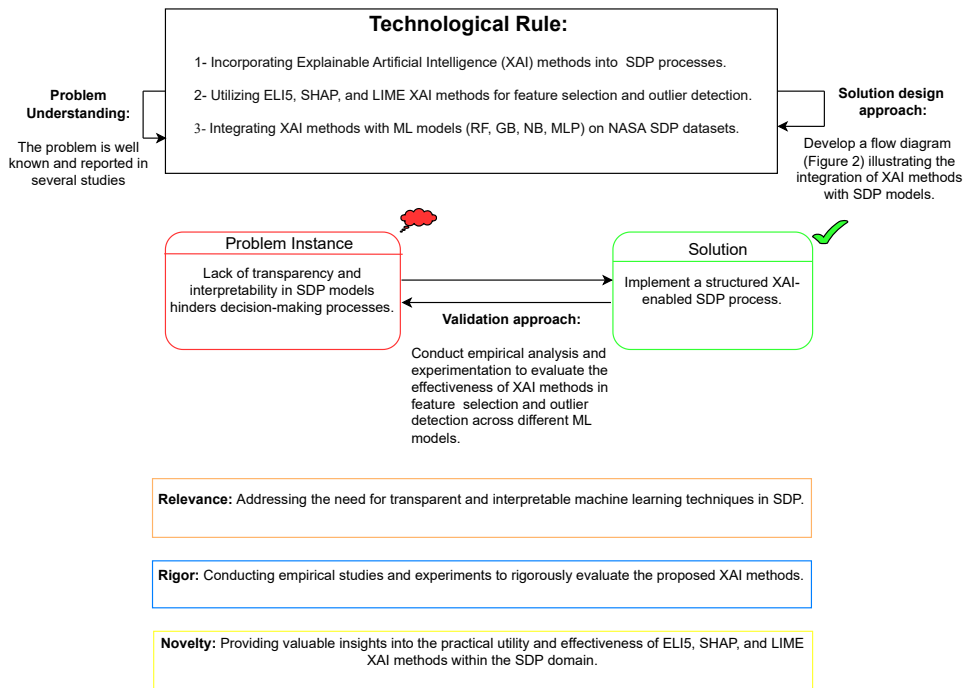 Technological Rule:
1- Incorporating Explainable Artificial Intelligence (XAI) methods into SDP processes.
2- Utilizing ELI5, SHAP, and LIME XAI methods for feature selection and outlier detection.
3- Integrating XAI methods with ML models (RF, GB, NB, MLP) on NASA SDP datasets.
Problem
Understanding:
The problem is well
known and reported in
several studies
Solution design
approach:
Develop a flow diagram
(Figure 2) illustrating the
integration of XAI methods
with SDP models.
Problem Instance
Lack of transparency and
interpretability in SDP models
hinders decision-making processes.
Solution
Implement a structured XAI-
enabled SDP process.
Validation approach:
Conduct empirical analysis and
experimentation to evaluate the
effectiveness of XAI methods in
feature selection and outlier
detection across different ML
models.
Relevance: Addressing the need for transparent and interpretable machine learning techniques in SDP.
Rigor: Conducting empirical studies and experiments to rigorously evaluate the proposed XAI methods.
Novelty: Providing valuable insights into the practical utility and effectiveness of ELI5, SHAP, and LIME
XAI methods within the SDP domain.